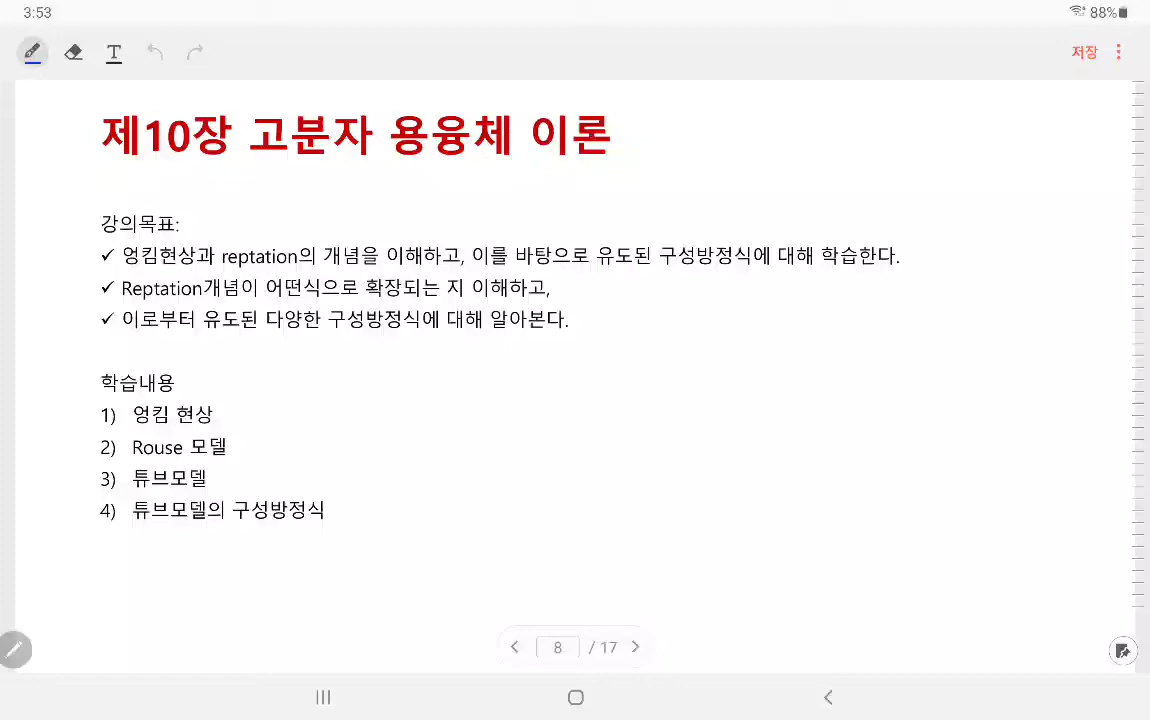 3:53
88%
T
저장
제10장 고분자 용융체 이론
강의목표:
✓ 엉킴현상과 reptation의 개념을 이해하고, 이를 바탕으로 유도된 구성방정식에 대해 학습한다.
✓ Reptation개념이 어떤식으로 확장되는 지 이해하고,
✓ 이로부터 유도된 다양한 구성방정식에 대해 알아본다.
학습내용
1) 엉킴 현상
2) Rouse 모델
3) 튜브모델
4) 튜브모델의 구성방정식
8 / 17